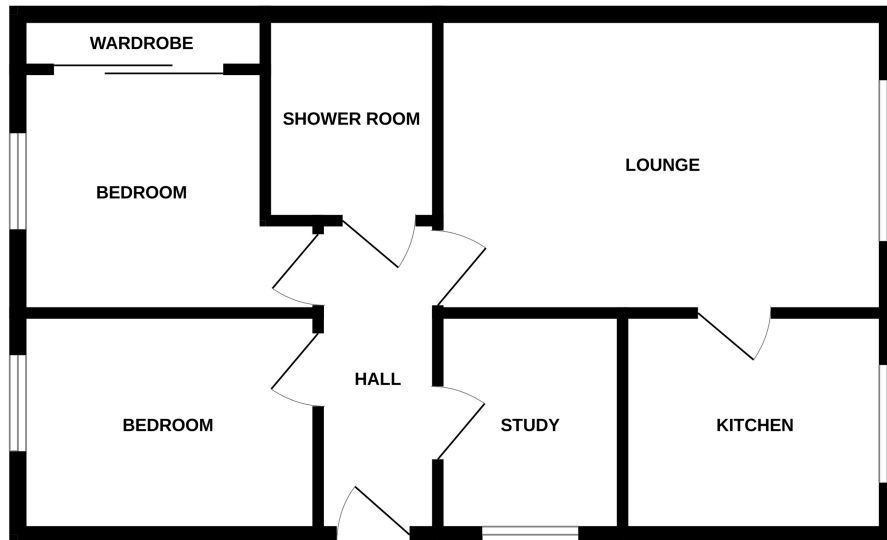 WARDROBE
SHOWER ROOM
LOUNGE
BEDROOM
HALL
BEDROOM
STUDY
KITCHEN